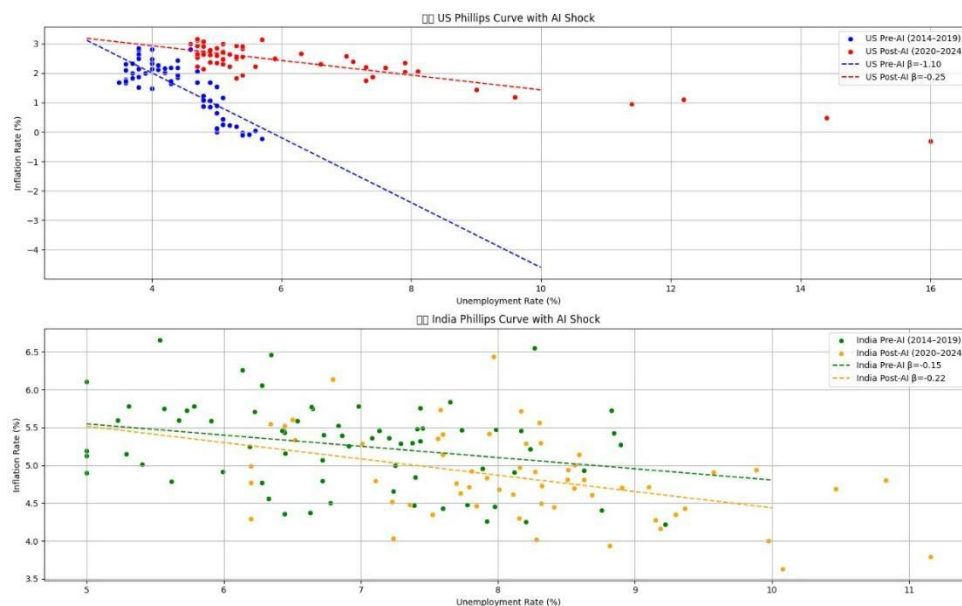 US Phillips Curve with AI Shock
3
2
1
0
−1
−2
−3
−4
Inflation Rate (%)
US Pre-AI (2014–2019)
US Post-AI (2020–2024)
US Pre-AI β=-1.10
US Post-AI β=-0.25
4 6 8 10 12 14 16
Unemployment Rate (%)
India Phillips Curve with AI Shock
6.5
6.0
5.5
5.0
4.5
4.0
3.5
Inflation Rate (%)
India Pre-AI (2014–2019)
India Post-AI (2020–2024)
India Pre-AI β=-0.15
India Post-AI β=-0.22
5 6 7 8 9 10 11
Unemployment Rate (%)